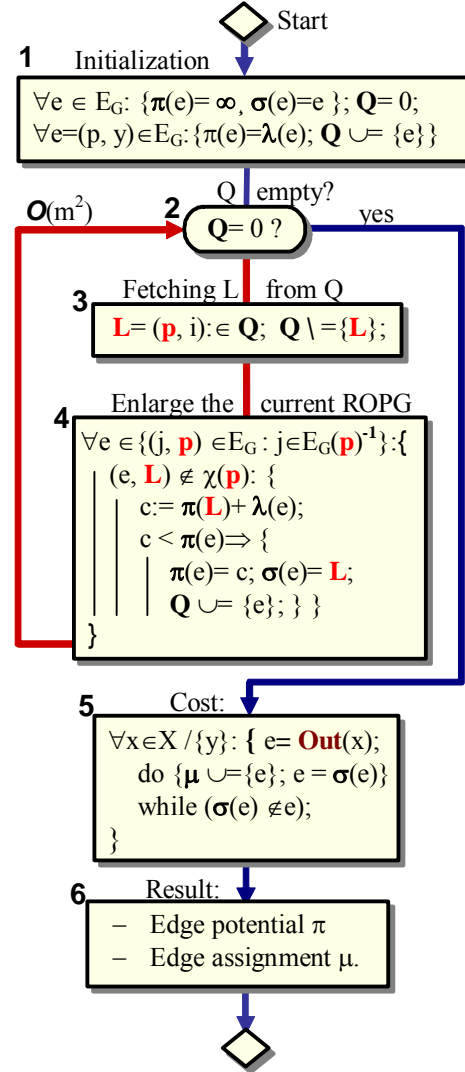 Start
1 Initialization
∀e ∈ E_G: {π(e)= ∞, σ(e)=e }; Q= 0;
∀e=(p, y)∈E_G:{π(e)=λ(e); Q ∪= {e}}
Q empty?
O(m²)
2
Q= 0 ?
yes
Fetching L from Q
3
L= (p, i):∈ Q; Q \ ={L};
Enlarge the current ROPG
4
∀e ∈{(j, p) ∈E_G : j∈E_G(p)⁻¹}:{
(e, L) ∉ χ(p): {
c:= π(L)+ λ(e);
c < π(e)⇒ {
π(e)= c; σ(e)= L;
Q ∪= {e}; } }
}
5 Cost:
∀x∈X /{y}: { e= Out(x);
do {μ ∪={e}; e = σ(e)}
while (σ(e) ∉e);
}
6 Result:
– Edge potential π
– Edge assignment μ.